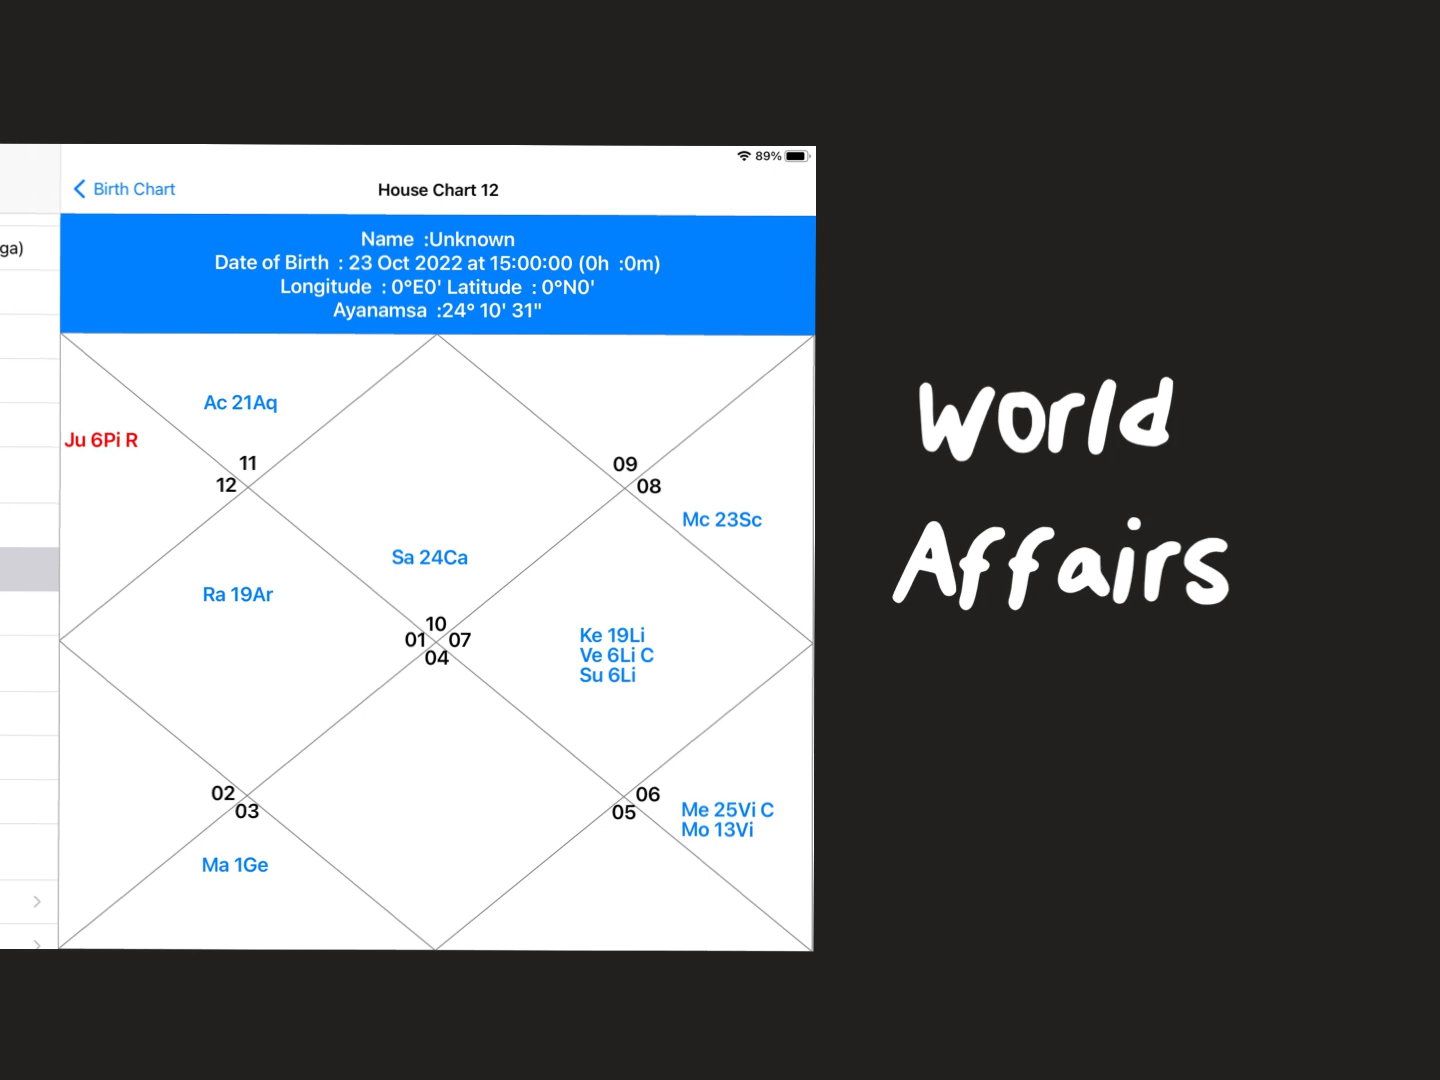 89%
Birth Chart
House Chart 12
Name :Unknown
Date of Birth : 23 Oct 2022 at 15:00:00 (0h :0m)
Longitude : 0°E0' Latitude : 0°N0'
Ayanamsa :24° 10' 31"
ga)
Ac 21Aq
Ju 6Pi R
11
12
09
08
Mc 23Sc
Sa 24Ca
Ra 19Ar
10
01 07
04
Ke 19Li
Ve 6Li C
Su 6Li
02
03
06
05
Me 25Vi C
Mo 13Vi
Ma 1Ge
World
Affairs